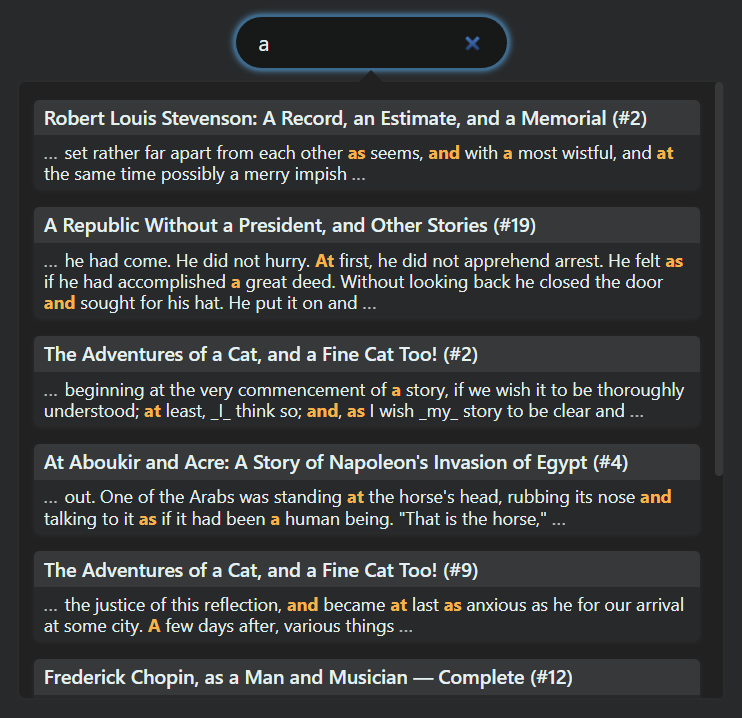 a
Robert Louis Stevenson: A Record, an Estimate, and a Memorial (#2)
... set rather far apart from each other as seems, and with a most wistful, and at
the same time possibly a merry impish ...
A Republic Without a President, and Other Stories (#19)
... he had come. He did not hurry. At first, he did not apprehend arrest. He felt as
if he had accomplished a great deed. Without looking back he closed the door
and sought for his hat. He put it on and ...
The Adventures of a Cat, and a Fine Cat Too! (#2)
... beginning at the very commencement of a story, if we wish it to be thoroughly
understood; at least, _I_ think so; and, as I wish _my_ story to be clear and ...
At Aboukir and Acre: A Story of Napoleon's Invasion of Egypt (#4)
... out. One of the Arabs was standing at the horse's head, rubbing its nose and
talking to it as if it had been a human being. "That is the horse," ...
The Adventures of a Cat, and a Fine Cat Too! (#9)
... the justice of this reflection, and became at last as anxious as he for our arrival
at some city. A few days after, various things ...
Frederick Chopin, as a Man and Musician — Complete (#12)